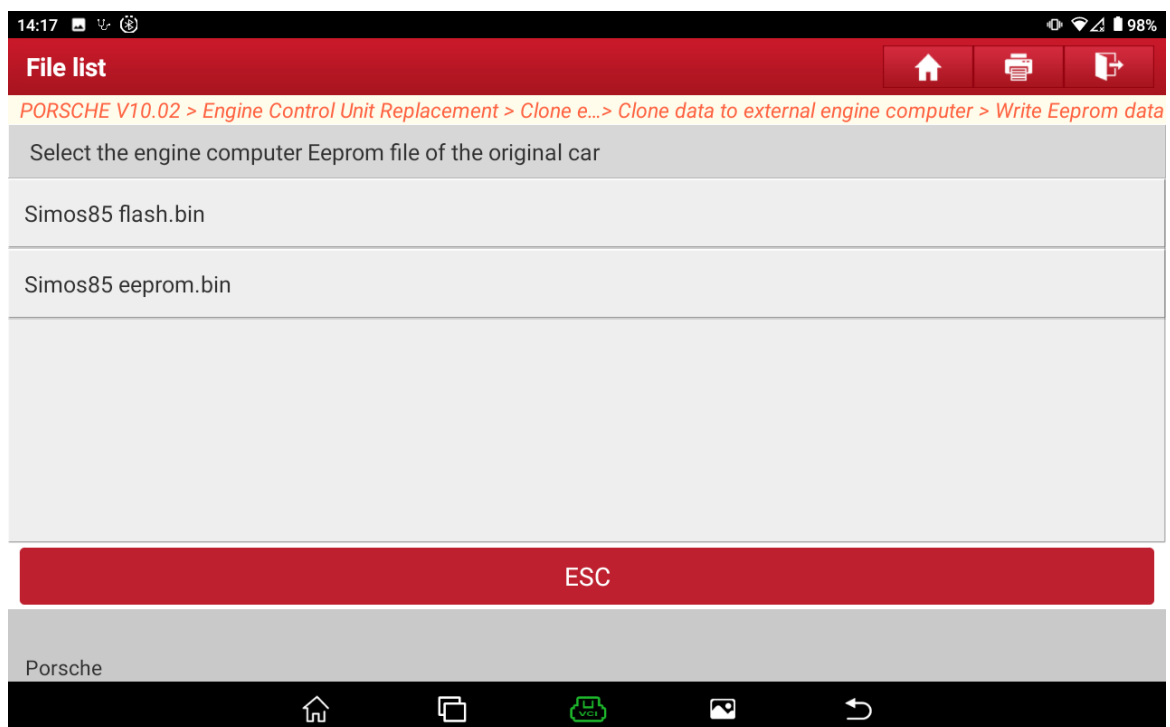 14:17 98%
File list
PORSCHE V10.02 > Engine Control Unit Replacement > Clone e...> Clone data to external engine computer > Write Eeprom data
Select the engine computer Eeprom file of the original car
Simos85 flash.bin
Simos85 eeprom.bin
ESC
Porsche
VCI